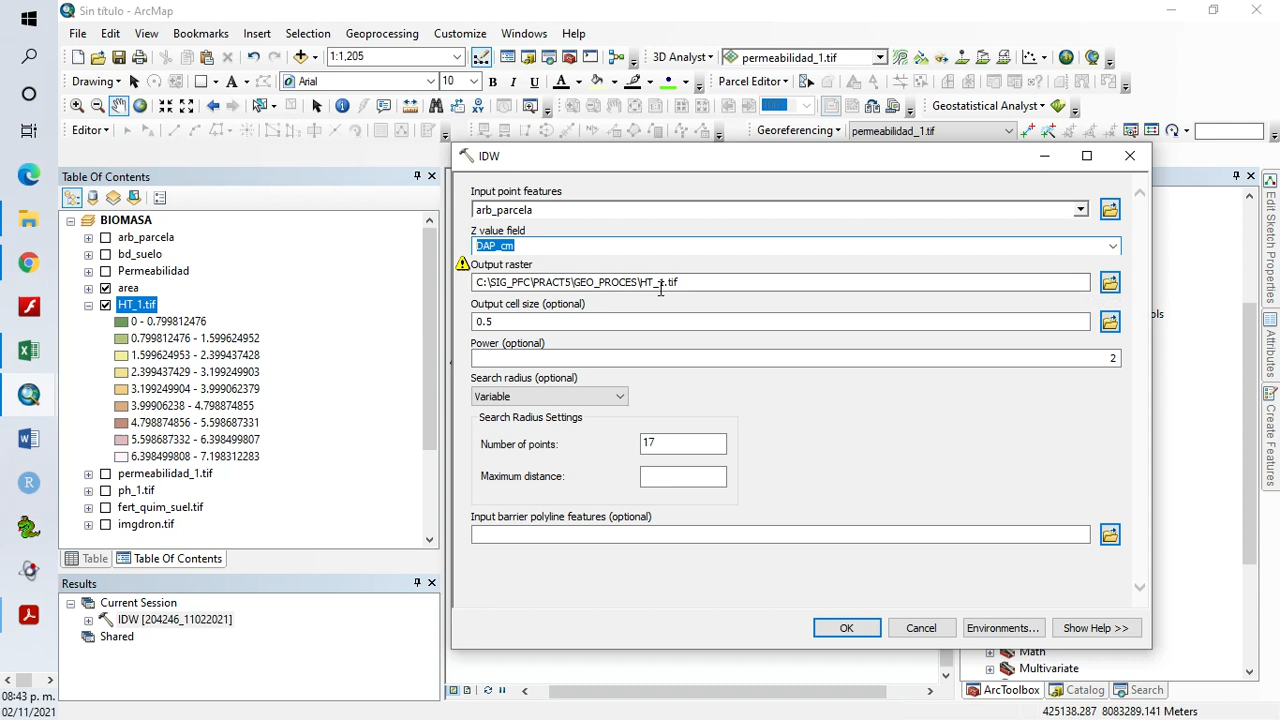 Sin título - ArcMap
File Edit View Bookmarks Insert Selection Geoprocessing Customize Windows Help
1:1.205 3D Analyst permeabilidad_1.tif
Drawing Arial 10 B I U A Parcel Editor
Geostatistical Analyst
Editor Georeferencing permeabilidad_1.tif
Table Of Contents
BIOMASA
arb_parcela
bd_suelo
Permeabilidad
area
HT_1.tif
0 - 0.799812476
0.799812476 - 1.599624952
1.599624953 - 2.399437428
2.399437429 - 3.199249903
3.199249904 - 3.999062379
3.99906238 - 4.798874855
4.798874856 - 5.598687331
5.598687332 - 6.398499807
6.398499808 - 7.198312283
permeabilidad_1.tif
ph_1.tif
fert_quim_suel.tif
imgdron.tif
Table Table Of Contents
Results
Current Session
IDW [204246_11022021]
Shared
IDW
Input point features
arb_parcela
Z value field
DAP_cm
Output raster
C:\SIG_PFC\PRACT5\GEO_PROCES\HT_1.tif
Output cell size (optional)
0.5
Power (optional)
2
Search radius (optional)
Variable
Search Radius Settings
Number of points: 17
Maximum distance:
Input barrier polyline features (optional)
OK Cancel Environments... Show Help >>
Math
Multivariate
ArcToolbox Catalog Search
Edit Sketch Properties
Attributes
Create Features
08:43 p. m.
02/11/2021
425138.287 8083289.141 Meters